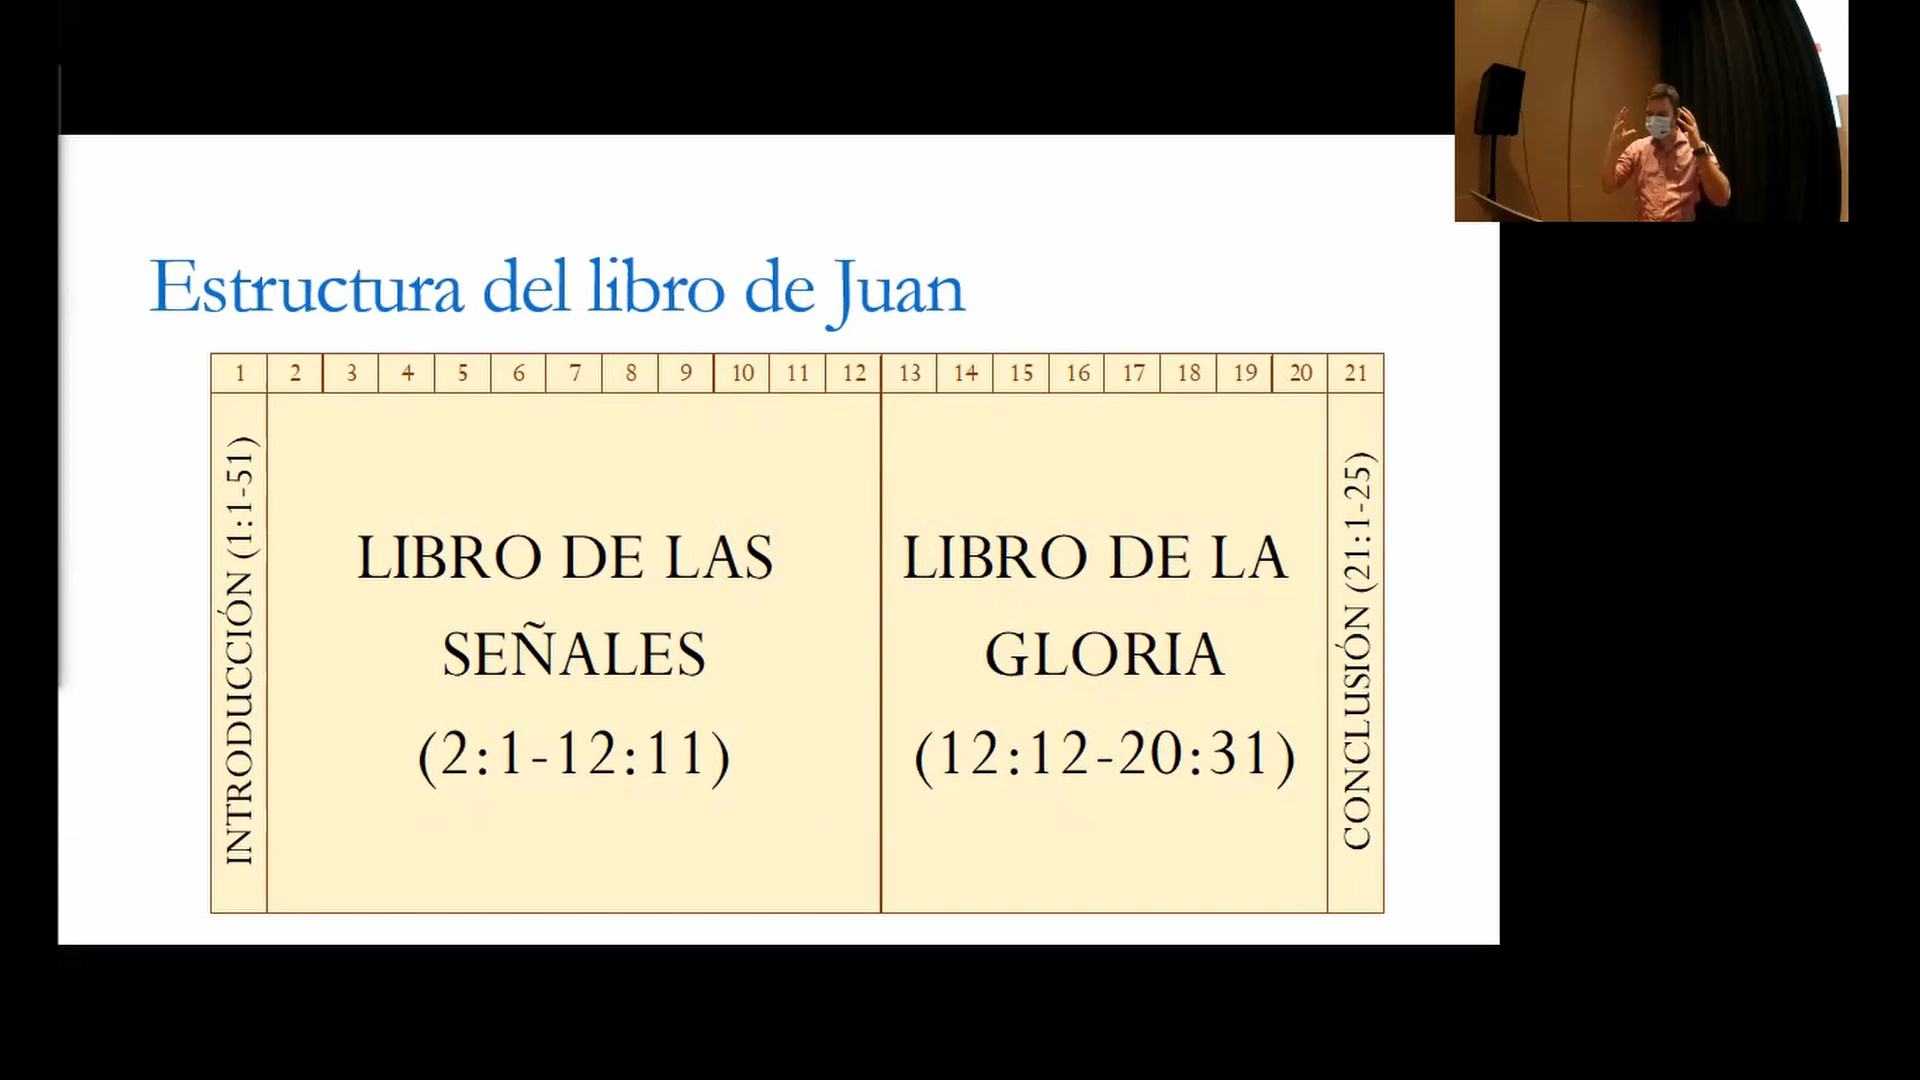 Estructura del libro de Juan
1 2 3 4 5 6 7 8 9 10 11 12 13 14 15 16 17 18 19 20 21
INTRODUCCIÓN (1:1-51)
LIBRO DE LAS
SEÑALES
(2:1-12:11)
LIBRO DE LA
GLORIA
(12:12-20:31)
CONCLUSIÓN (21:1-25)